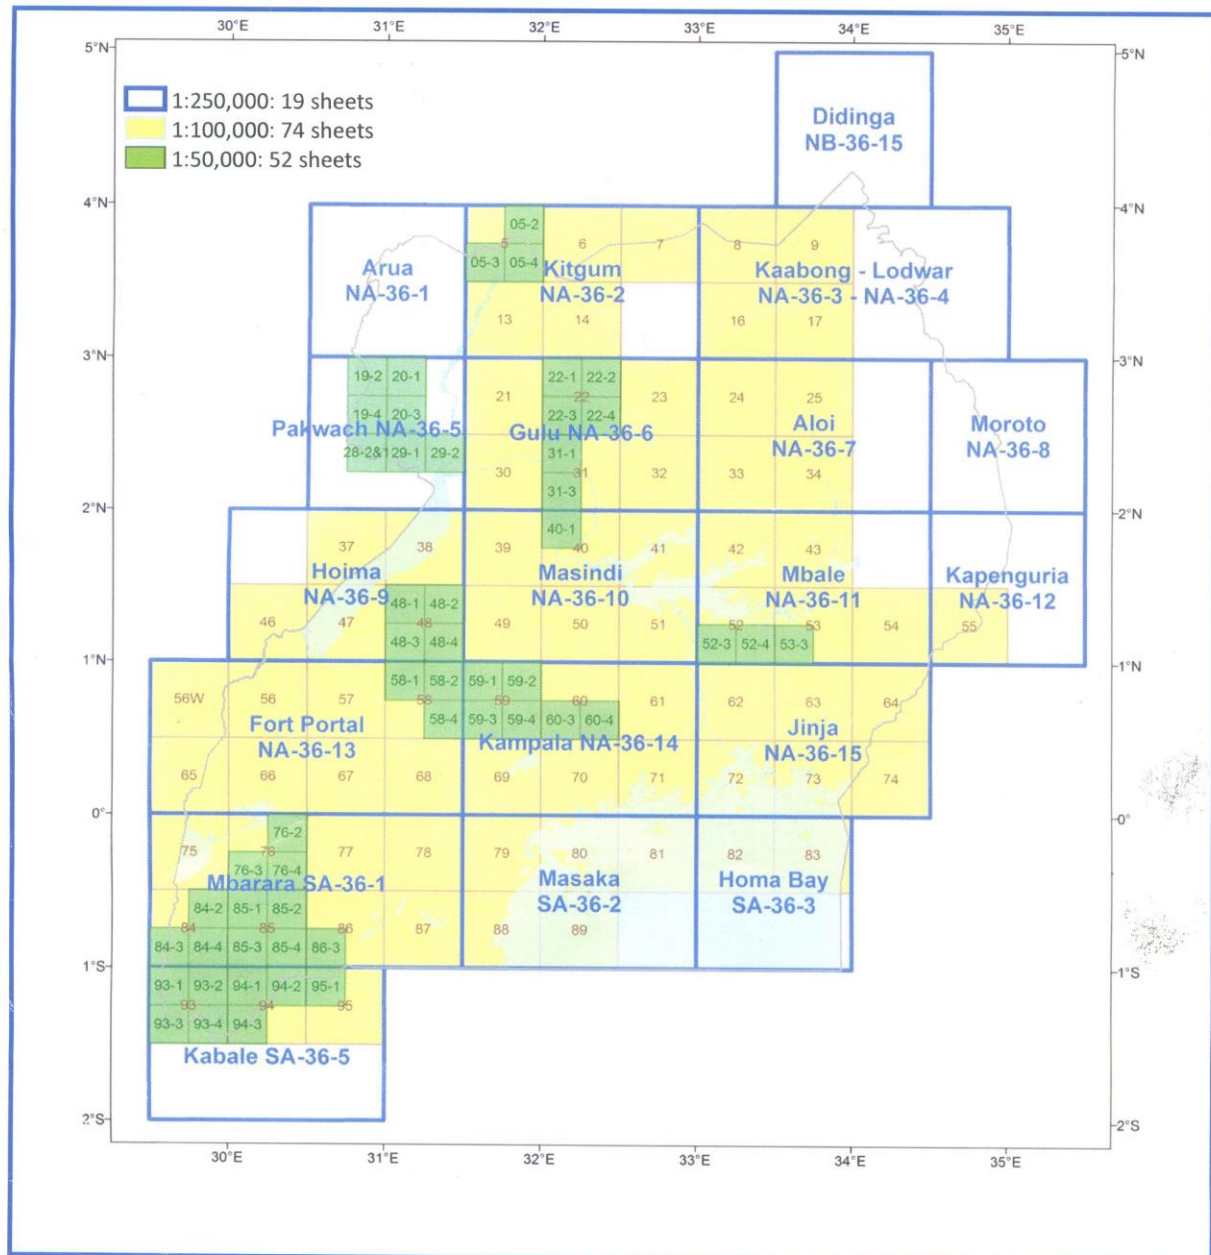 30°E 31°E 32°E 33°E 34°E 35°E
5°N 5°N
1:250,000: 19 sheets
1:100,000: 74 sheets
1:50,000: 52 sheets
Didinga
NB-36-15
4°N 4°N
05-2
5 6 7 8 9
05-3 05-4
Arua
NA-36-1
Kitgum
NA-36-2
Kaabong - Lodwar
NA-36-3 - NA-36-4
13 14 16 17
3°N 3°N
19-2 20-1 22-1 22-2
21 22 23 24 25
19-4 20-3 22-3 22-4
Pakwach NA-36-5
Gulu NA-36-6
Aloi
NA-36-7
Moroto
NA-36-8
28-2&1 29-1 29-2 31-1
30 31 32 33 34
31-3
2°N 2°N
40-1
37 38 39 40 41 42 43
Hoima
NA-36-9
Masindi
NA-36-10
Mbale
NA-36-11
Kapenguria
NA-36-12
48-1 48-2
46 47 48 49 50 51 52 53 54 55
48-3 48-4 52-3 52-4 53-3
1°N 1°N
58-1 58-2 59-1 59-2
56W 56 57 58 59 60 61 62 63 64
58-4 59-3 59-4 60-3 60-4
Fort Portal
NA-36-13
Kampala NA-36-14
Jinja
NA-36-15
65 66 67 68 69 70 71 72 73 74
0° 0°
76-2
75 76 77 78 79 80 81 82 83
76-3 76-4
Mbarara SA-36-1
Masaka
SA-36-2
Homa Bay
SA-36-3
84-2 85-1 85-2
84 85 86 87 88 89
84-3 84-4 85-3 85-4 86-3
1°S 1°S
93-1 93-2 94-1 94-2 95-1
93 94 95
93-3 93-4 94-3
Kabale SA-36-5
2°S 2°S
30°E 31°E 32°E 33°E 34°E 35°E